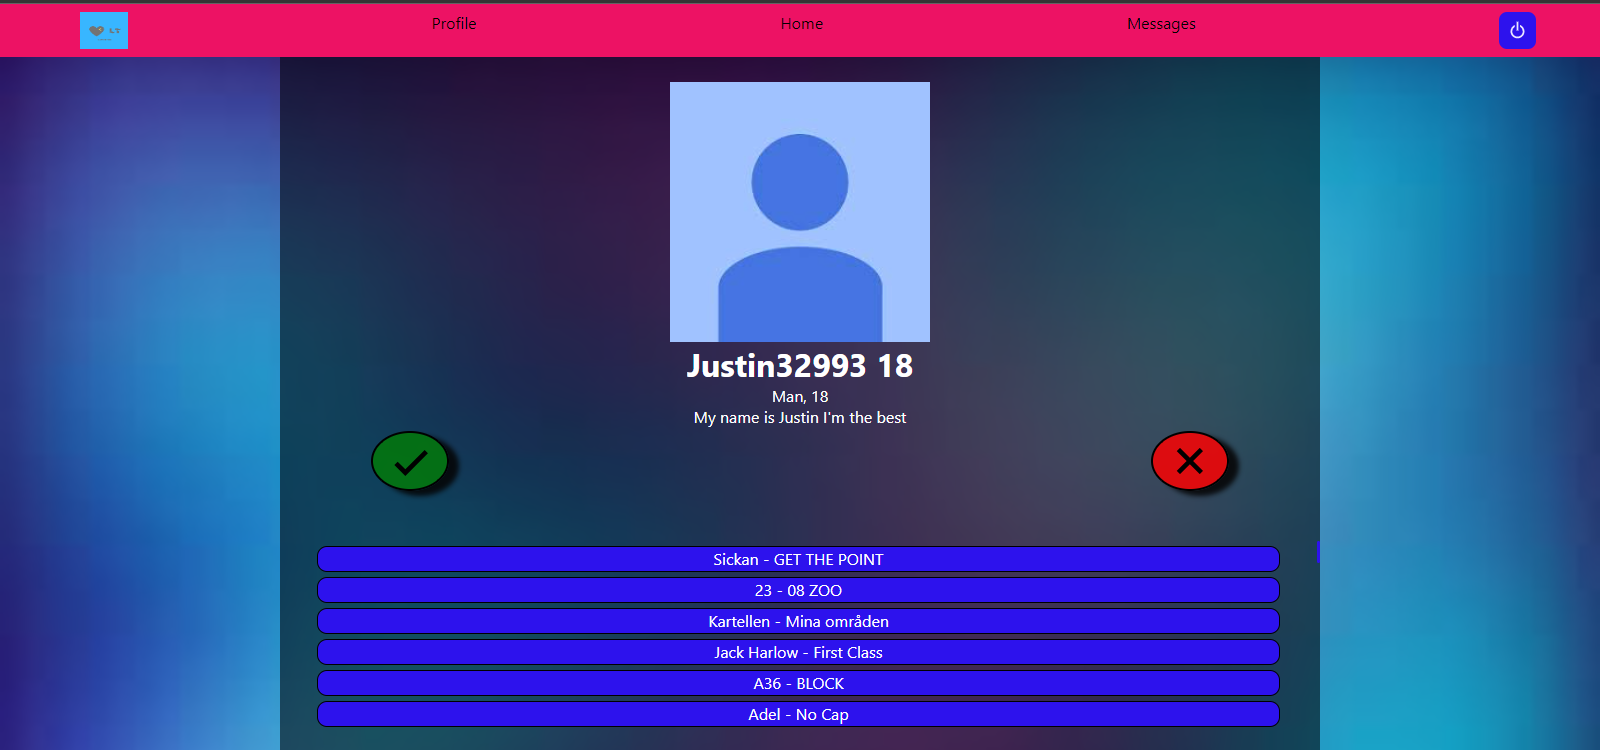 Profile
Home
Messages
Justin32993 18
Man, 18
My name is Justin I'm the best
Sickan - GET THE POINT
23 - 08 ZOO
Kartellen - Mina områden
Jack Harlow - First Class
A36 - BLOCK
Adel - No Cap